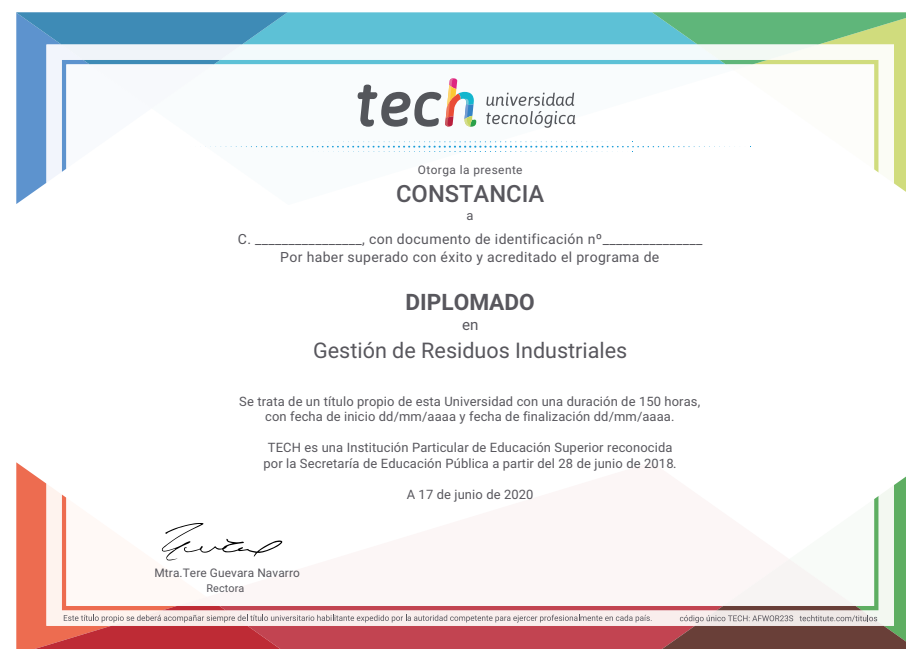 tech universidad
tecnológica
Otorga la presente
CONSTANCIA
a
C. ________________, con documento de identificación nº_______________
Por haber superado con éxito y acreditado el programa de
DIPLOMADO
en
Gestión de Residuos Industriales
Se trata de un título propio de esta Universidad con una duración de 150 horas,
con fecha de inicio dd/mm/aaaa y fecha de finalización dd/mm/aaaa.
TECH es una Institución Particular de Educación Superior reconocida
por la Secretaría de Educación Pública a partir del 28 de junio de 2018.
A 17 de junio de 2020
Mtra.Tere Guevara Navarro
Rectora
Este título propio se deberá acompañar siempre del título universitario habilitante expedido por la autoridad competente para ejercer profesionalmente en cada país. código único TECH: AFWOR23S techtitute.com/titulos